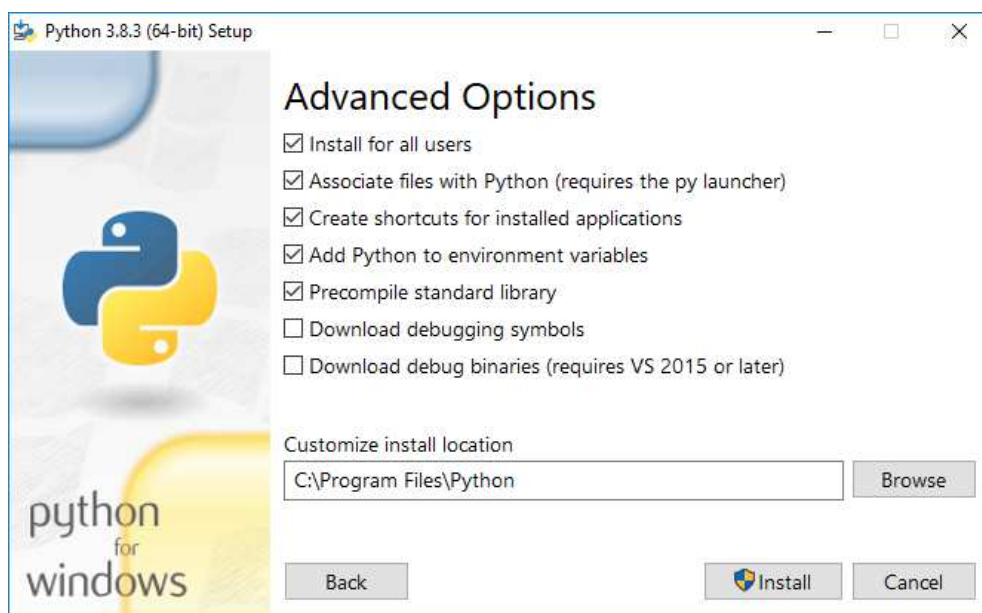 Python 3.8.3 (64-bit) Setup
Advanced Options
Install for all users
Associate files with Python (requires the py launcher)
Create shortcuts for installed applications
Add Python to environment variables
Precompile standard library
Download debugging symbols
Download debug binaries (requires VS 2015 or later)
Customize install location
C:\Program Files\Python
Browse
python
for
windows
Back
Install
Cancel